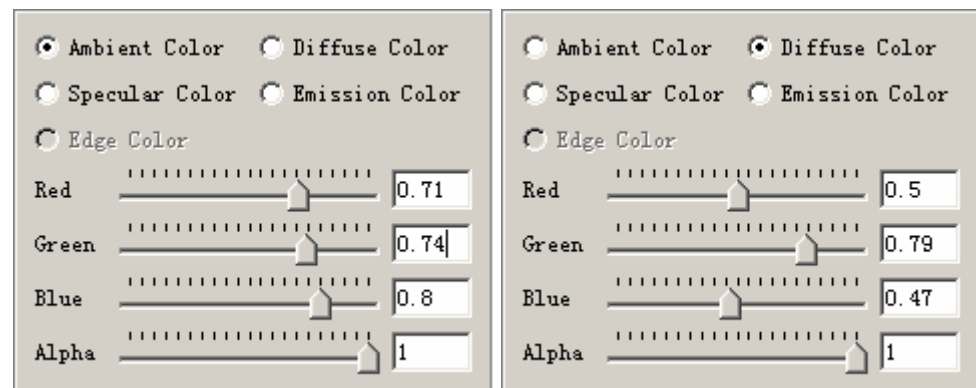 Ambient Color Diffuse Color
Specular Color Emission Color
Edge Color
Red 0.71
Green 0.74
Blue 0.8
Alpha 1
Ambient Color Diffuse Color
Specular Color Emission Color
Edge Color
Red 0.5
Green 0.79
Blue 0.47
Alpha 1